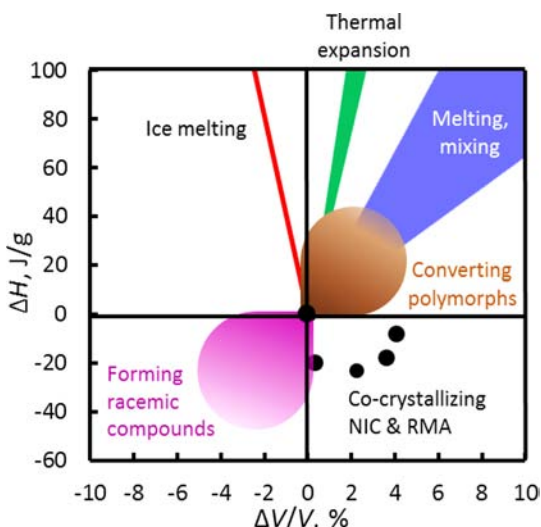 Thermal
expansion
100
80
60
40
20
0
-20
-40
-60
ΔH, J/g
Ice melting
Melting,
mixing
Converting
polymorphs
Forming
racemic
compounds
Co-crystallizing
NIC & RMA
-10 -8 -6 -4 -2 0 2 4 6 8 10
ΔV/V, %